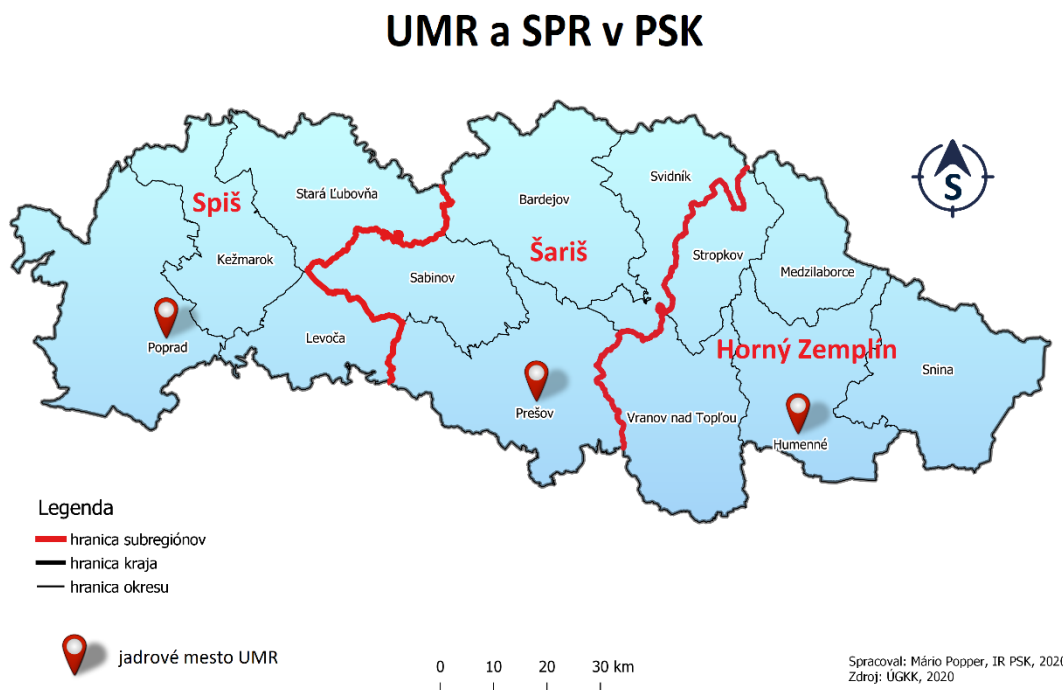 UMR a SPR v PSK
Svidník
Stará Ľubovňa
Bardejov
Spiš
S
Šariš
Kežmarok
Sabinov
Stropkov
Medzilaborce
Poprad
Levoča
Horný Zemplín
Snina
Prešov
Vranov nad Topľou
Humenné
Legenda
hranica subregiónov
hranica kraja
hranica okresu
jadrové mesto UMR
0 10 20 30 km
Spracoval: Mário Popper, IR PSK, 2020
Zdroj: ÚGKK, 2020